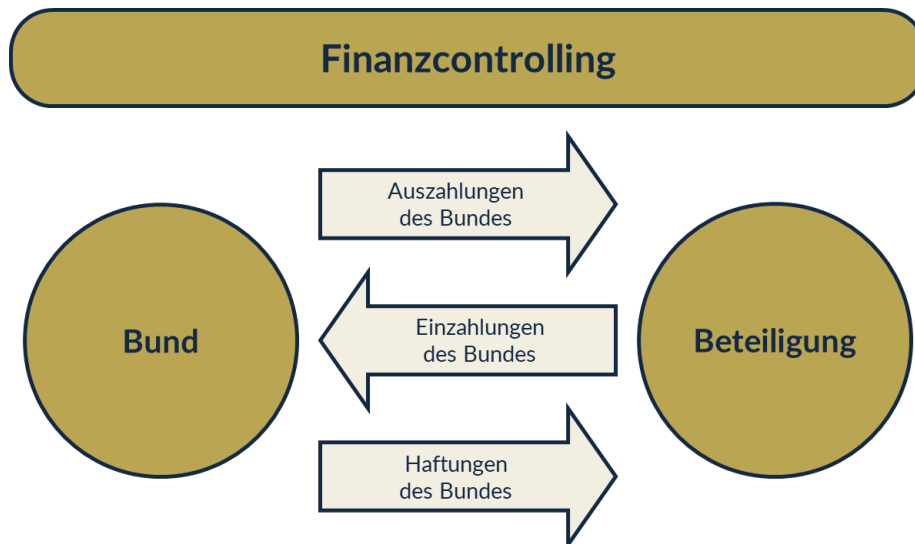 Finanzcontrolling
Auszahlungen
des Bundes
Bund
Einzahlungen
des Bundes
Beteiligung
Haftungen
des Bundes